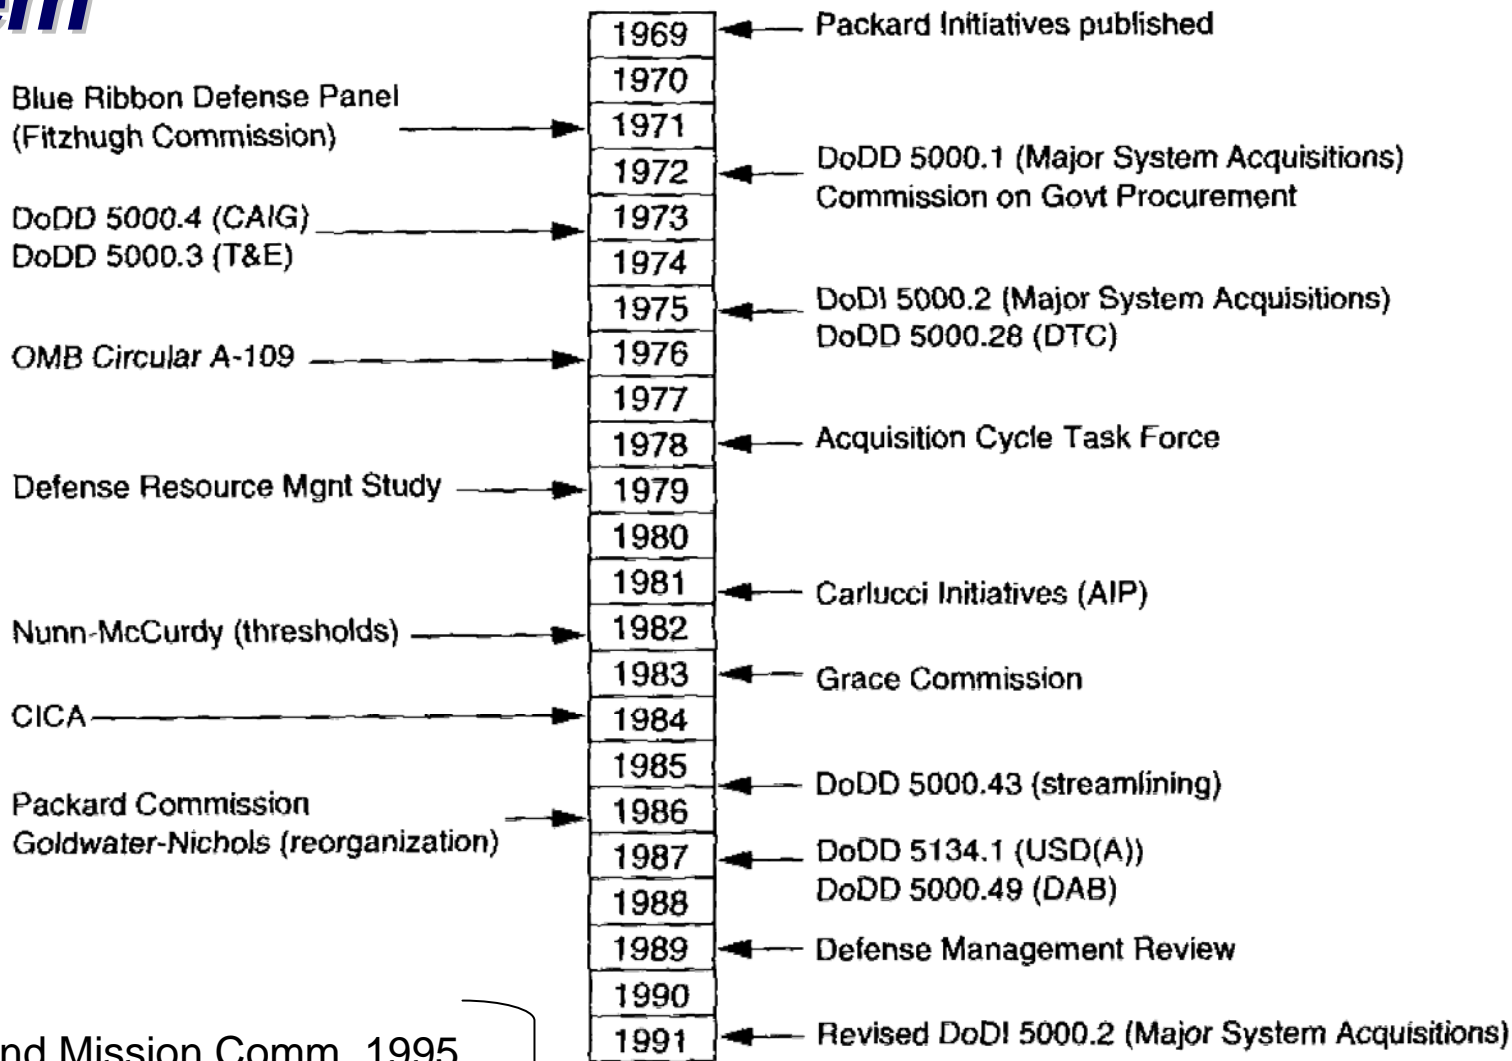 1969
Packard Initiatives published
1970
Blue Ribbon Defense Panel
(Fitzhugh Commission)
1971
1972
DoDD 5000.1 (Major System Acquisitions)
Commission on Govt Procurement
DoDD 5000.4 (CAIG)
DoDD 5000.3 (T&E)
1973
1974
1975
DoDI 5000.2 (Major System Acquisitions)
DoDD 5000.28 (DTC)
OMB Circular A-109
1976
1977
1978
Acquisition Cycle Task Force
Defense Resource Mgnt Study
1979
1980
1981
Carlucci Initiatives (AIP)
Nunn-McCurdy (thresholds)
1982
1983
Grace Commission
CICA
1984
1985
DoDD 5000.43 (streamlining)
Packard Commission
Goldwater-Nichols (reorganization)
1986
1987
DoDD 5134.1 (USD(A))
DoDD 5000.49 (DAB)
1988
1989
Defense Management Review
1990
1991
Revised DoDI 5000.2 (Major System Acquisitions)
Mission Comm, 1995